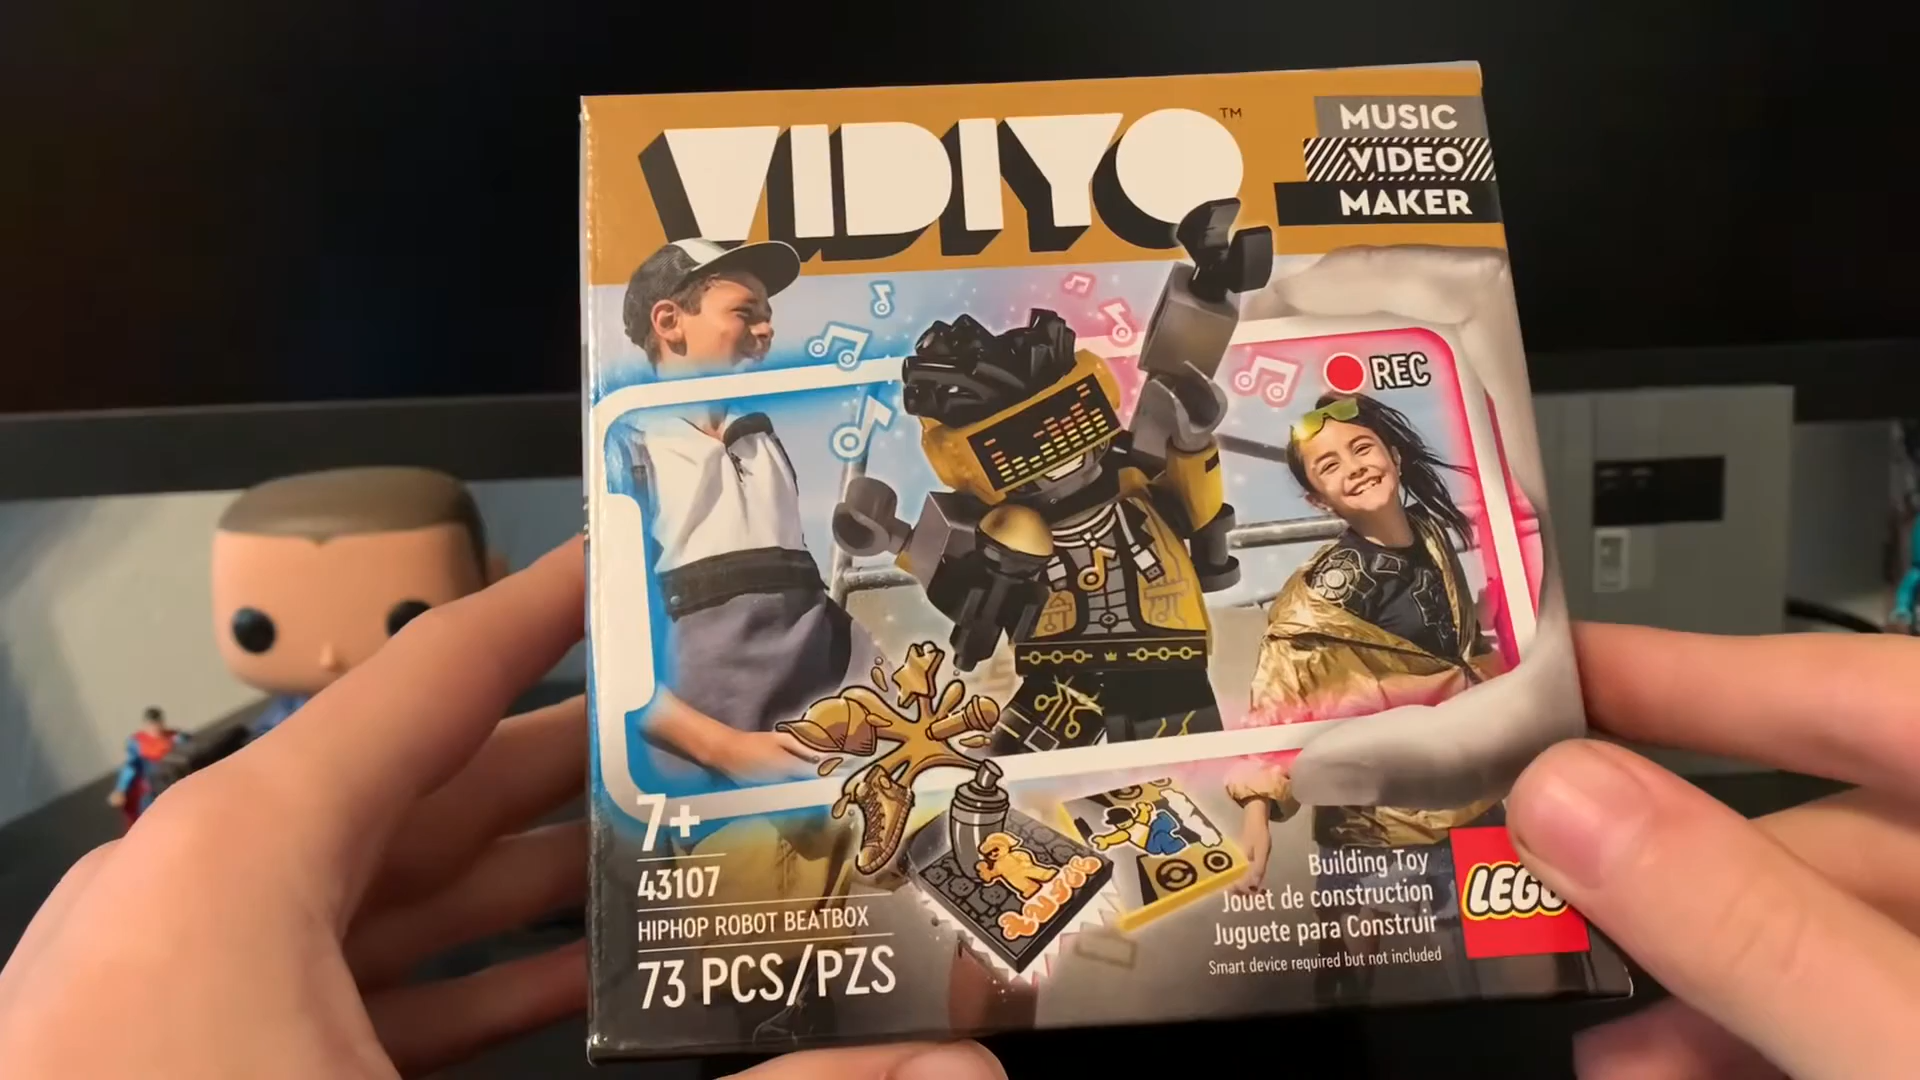 VIDIYO™
MUSIC
VIDEO
MAKER
REC
7+
43107
HIPHOP ROBOT BEATBOX
73 PCS/PZS
Building Toy
Jouet de construction
Juguete para Construir
Smart device required but not included
LEGO